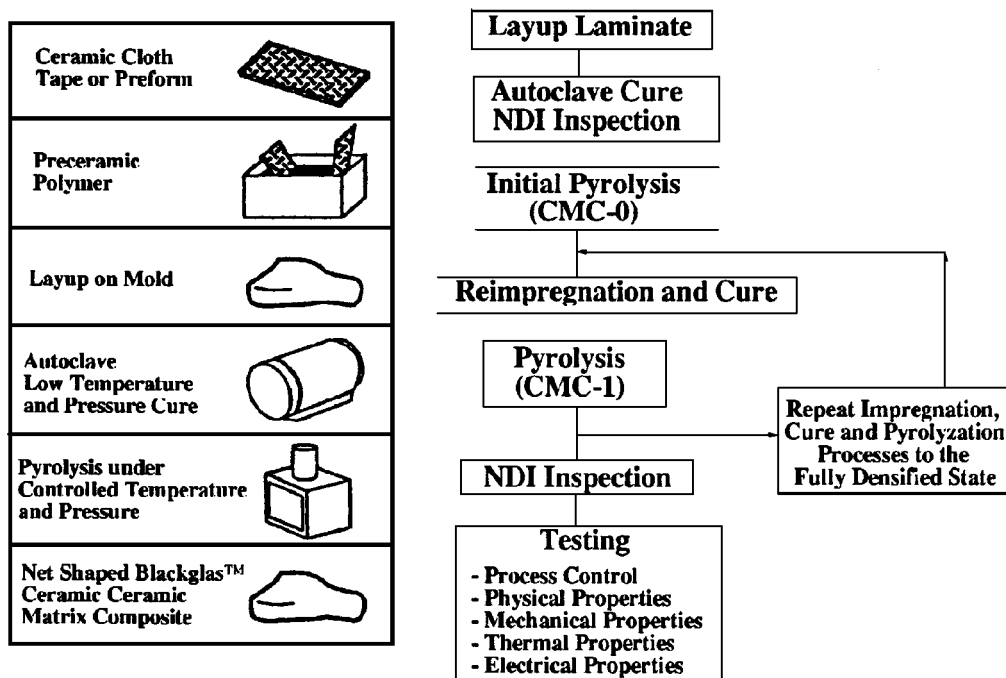 Ceramic Cloth
Tape or Preform
Preceramic
Polymer
Layup on Mold
Autoclave
Low Temperature
and Pressure Cure
Pyrolysis under
Controlled Temperature
and Pressure
Net Shaped Blackglas™
Ceramic Ceramic
Matrix Composite
Layup Laminate
Autoclave Cure
NDI Inspection
Initial Pyrolysis
(CMC-0)
Reimpregnation and Cure
Pyrolysis
(CMC-1)
Repeat Impregnation,
Cure and Pyrolyzation
Processes to the
Fully Densified State
NDI Inspection
Testing
- Process Control
- Physical Properties
- Mechanical Properties
- Thermal Properties
- Electrical Properties